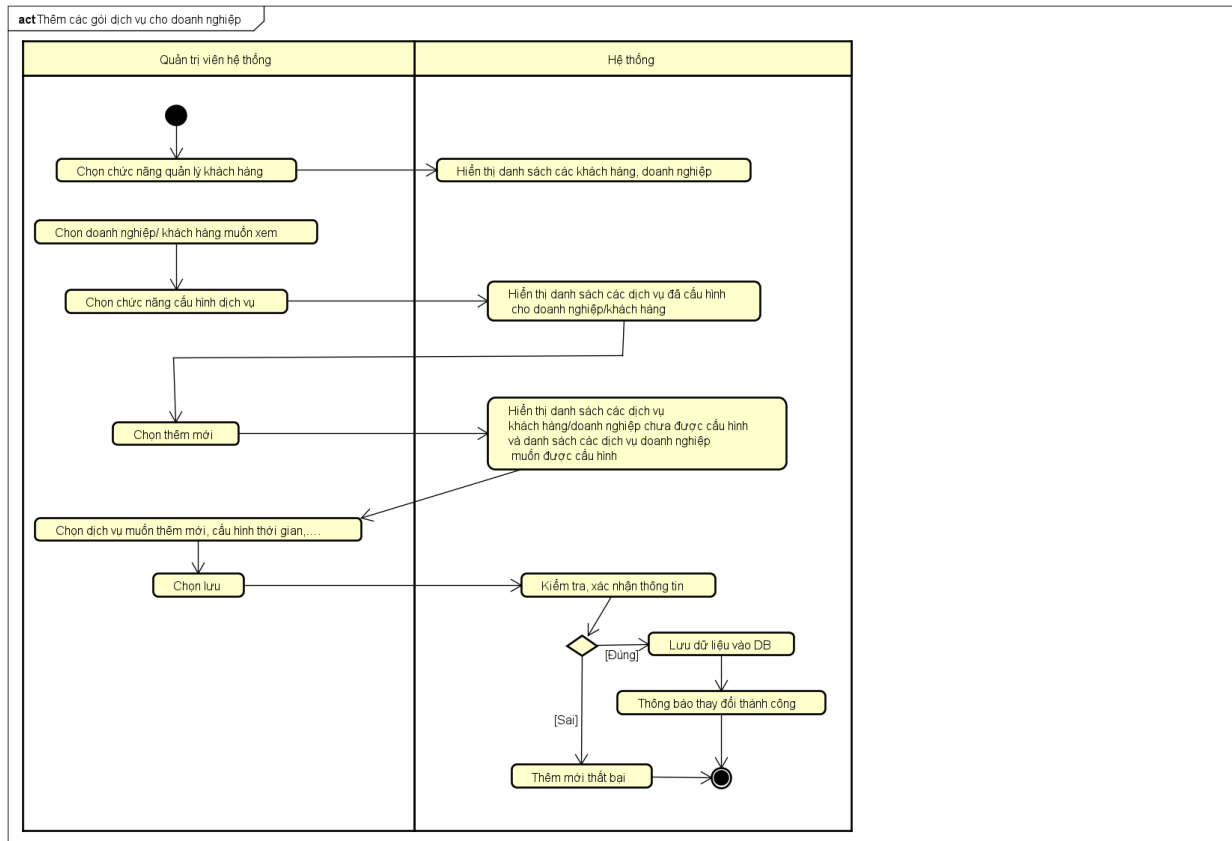 act Thêm các gói dịch vụ cho doanh nghiệp
Quản trị viên hệ thống
Hệ thống
Chọn chức năng quản lý khách hàng
Hiển thị danh sách các khách hàng, doanh nghiệp
Chọn doanh nghiệp/ khách hàng muốn xem
Chọn chức năng cấu hình dịch vụ
Hiển thị danh sách các dịch vụ đã cấu hình
cho doanh nghiệp/khách hàng
Chọn thêm mới
Hiển thị danh sách các dịch vụ
khách hàng/doanh nghiệp chưa được cấu hình
và danh sách các dịch vụ doanh nghiệp
muốn được cấu hình
Chọn dịch vụ muốn thêm mới, cấu hình thời gian,....
Chọn lưu
Kiểm tra, xác nhận thông tin
[Đúng]
Lưu dữ liệu vào DB
Thông báo thay đổi thành công
[Sai]
Thêm mới thất bại